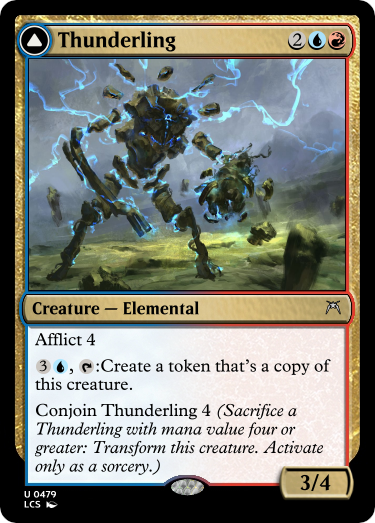 Thunderling 2
Creature — Elemental
Afflict 4
3 , :Create a token that's a copy of
this creature.
Conjoin Thunderling 4 (Sacrifice a
Thunderling with mana value four or
greater: Transform this creature. Activate
only as a sorcery.)
3/4
U 0479
LCS